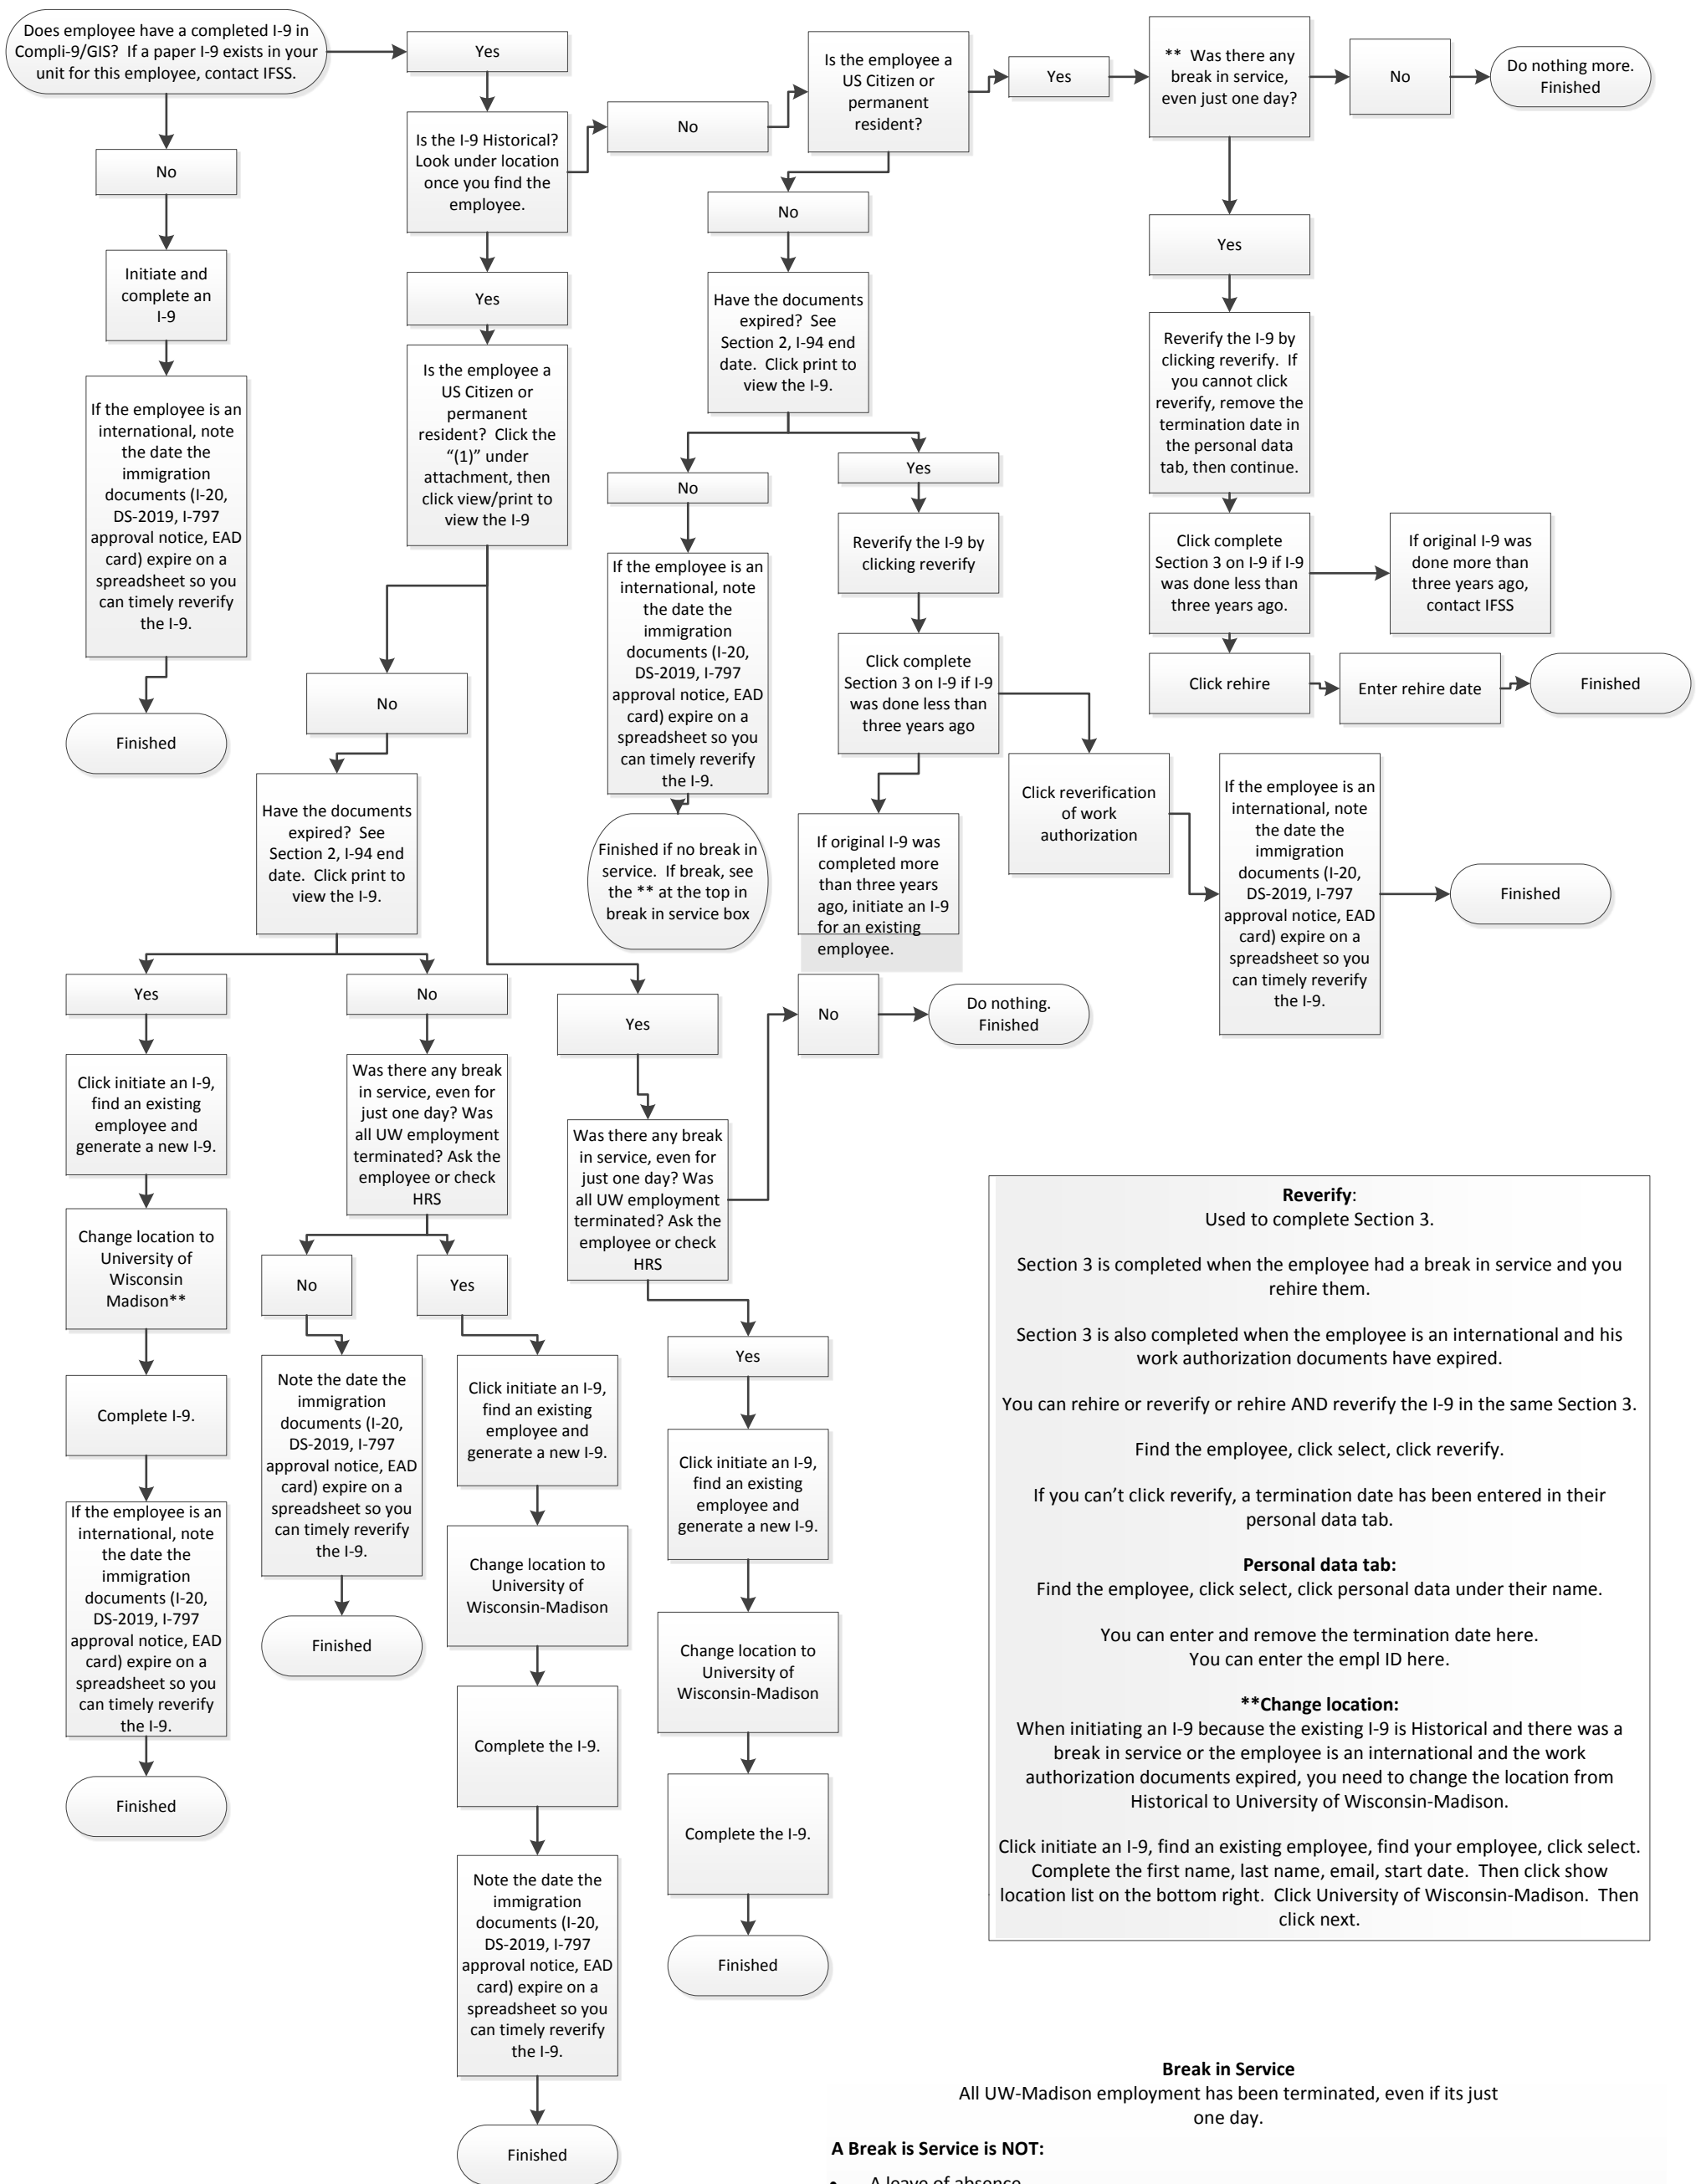 Does employee have a completed I-9 in
Compli-9/GIS? If a paper I-9 exists in your
unit for this employee, contact IFSS.
No
Initiate and
complete an
I-9
If the employee is an
international, note
the date the
immigration
documents (I-20,
DS-2019, I-797
approval notice, EAD
card) expire on a
spreadsheet so you
can timely reverify
the I-9.
Finished
Yes
Is the I-9 Historical?
Look under location
once you find the
employee.
No
Is the employee a
US Citizen or
permanent
resident?
Yes
** Was there any
break in service,
even just one day?
No
Do nothing more.
Finished
Yes
Reverify the I-9 by
clicking reverify. If
you cannot click
reverify, remove the
termination date in
the personal data
tab, then continue.
Click complete
Section 3 on I-9 if I-9
was done less than
three years ago.
If original I-9 was
done more than
three years ago,
contact IFSS
Click rehire
Enter rehire date
Finished
No
Have the documents
expired? See
Section 2, I-94 end
date. Click print to
view the I-9.
No
If the employee is an
international, note
the date the
immigration
documents (I-20,
DS-2019, I-797
approval notice, EAD
card) expire on a
spreadsheet so you
can timely reverify
the I-9.
Finished if no break in
service. If break, see
the ** at the top in
break in service box
Yes
Reverify the I-9 by
clicking reverify
Click complete
Section 3 on I-9 if I-9
was done less than
three years ago
If original I-9 was
completed more
than three years
ago, initiate an I-9
for an existing
employee.
Click reverification
of work
authorization
If the employee is an
international, note
the date the
immigration
documents (I-20,
DS-2019, I-797
approval notice, EAD
card) expire on a
spreadsheet so you
can timely reverify
the I-9.
Finished
Yes
Is the employee a
US Citizen or
permanent
resident? Click the
“(1)” under
attachment, then
click view/print to
view the I-9
No
Have the documents
expired? See
Section 2, I-94 end
date. Click print to
view the I-9.
Yes
Click initiate an I-9,
find an existing
employee and
generate a new I-9.
Change location to
University of
Wisconsin
Madison**
Complete I-9.
If the employee is an
international, note
the date the
immigration
documents (I-20,
DS-2019, I-797
approval notice, EAD
card) expire on a
spreadsheet so you
can timely reverify
the I-9.
Finished
No
Was there any break
in service, even for
just one day? Was
all UW employment
terminated? Ask the
employee or check
HRS
No
Note the date the
immigration
documents (I-20,
DS-2019, I-797
approval notice, EAD
card) expire on a
spreadsheet so you
can timely reverify
the I-9.
Finished
Yes
Click initiate an I-9,
find an existing
employee and
generate a new I-9.
Change location to
University of
Wisconsin-Madison
Complete the I-9.
Note the date the
immigration
documents (I-20,
DS-2019, I-797
approval notice, EAD
card) expire on a
spreadsheet so you
can timely reverify
the I-9.
Finished
Yes
Was there any break
in service, even for
just one day? Was
all UW employment
terminated? Ask the
employee or check
HRS
No
Do nothing.
Finished
Yes
Click initiate an I-9,
find an existing
employee and
generate a new I-9.
Change location to
University of
Wisconsin-Madison
Complete the I-9.
Finished
Reverify:
Used to complete Section 3.
Section 3 is completed when the employee had a break in service and you
rehire them.
Section 3 is also completed when the employee is an international and his
work authorization documents have expired.
You can rehire or reverify or rehire AND reverify the I-9 in the same Section 3.
Find the employee, click select, click reverify.
If you can’t click reverify, a termination date has been entered in their
personal data tab.
Personal data tab:
Find the employee, click select, click personal data under their name.
You can enter and remove the termination date here.
You can enter the empl ID here.
**Change location:
When initiating an I-9 because the existing I-9 is Historical and there was a
break in service or the employee is an international and the work
authorization documents expired, you need to change the location from
Historical to University of Wisconsin-Madison.
Click initiate an I-9, find an existing employee, find your employee, click select.
Complete the first name, last name, email, start date. Then click show
location list on the bottom right. Click University of Wisconsin-Madison. Then
click next.
Break in Service
All UW-Madison employment has been terminated, even if its just
one day.
A Break is Service is NOT:
• A leave of absence